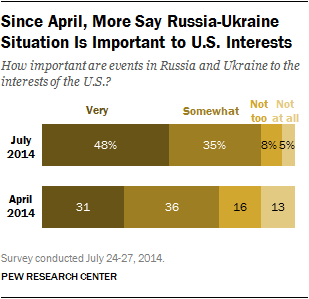 Since April, More Say Russia-Ukraine
Situation Is Important to U.S. Interests
How important are events in Russia and Ukraine to the
interests of the U.S.?
Very Somewhat Not too Not at all
July 2014 48% 35% 8% 5%
April 2014 31 36 16 13
Survey conducted July 24-27, 2014.
PEW RESEARCH CENTER